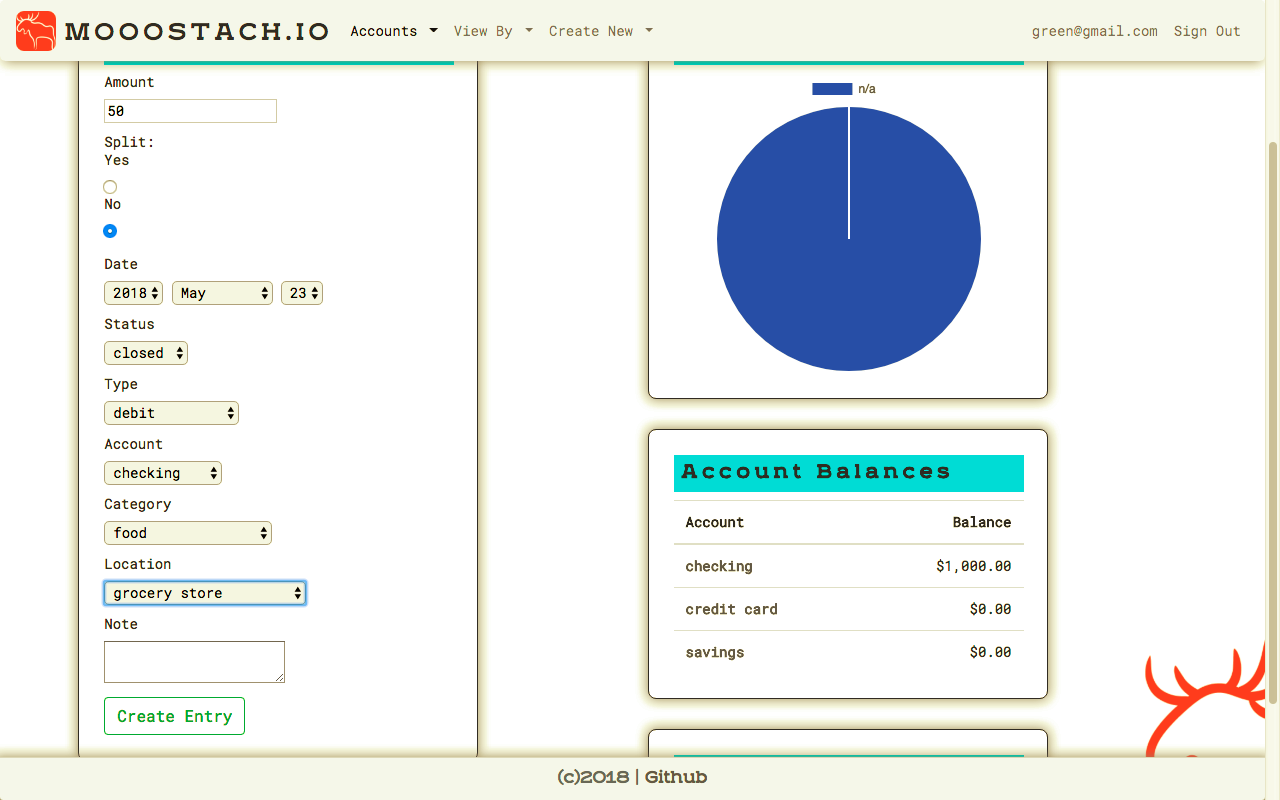 MOOOSTACH.IO Accounts View By Create New green@gmail.com Sign Out
Amount
50
Split:
Yes
No
Date
2018 May 23
Status
closed
Type
debit
Account
checking
Category
food
Location
grocery store
Note
Create Entry
n/a
Account Balances
Account Balance
checking $1,000.00
credit card $0.00
savings $0.00
(c)2018 | Github